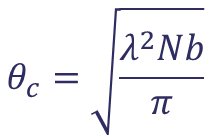 θ_c = √(λ²Nb / π)